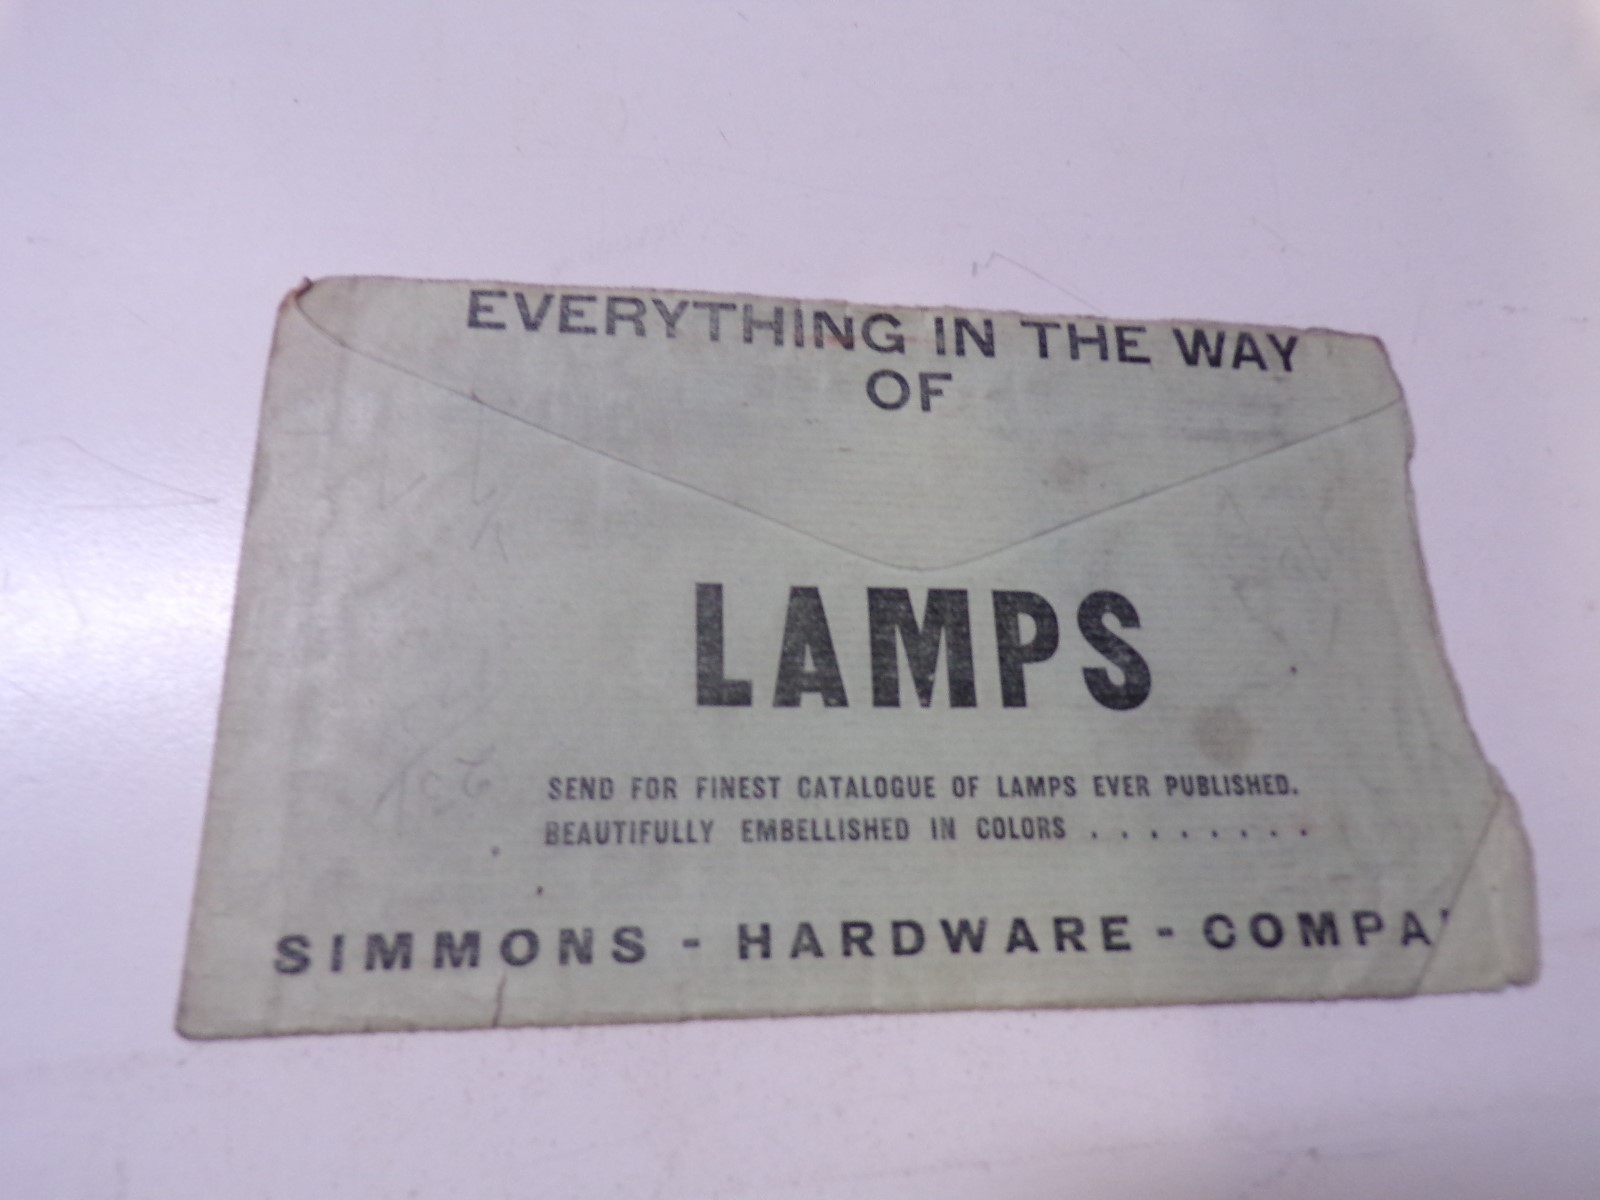 EVERYTHING IN THE WAY
OF
LAMPS
SEND FOR FINEST CATALOGUE OF LAMPS EVER PUBLISHED.
BEAUTIFULLY EMBELLISHED IN COLORS . . . . . . . .
SIMMONS - HARDWARE - COMPA